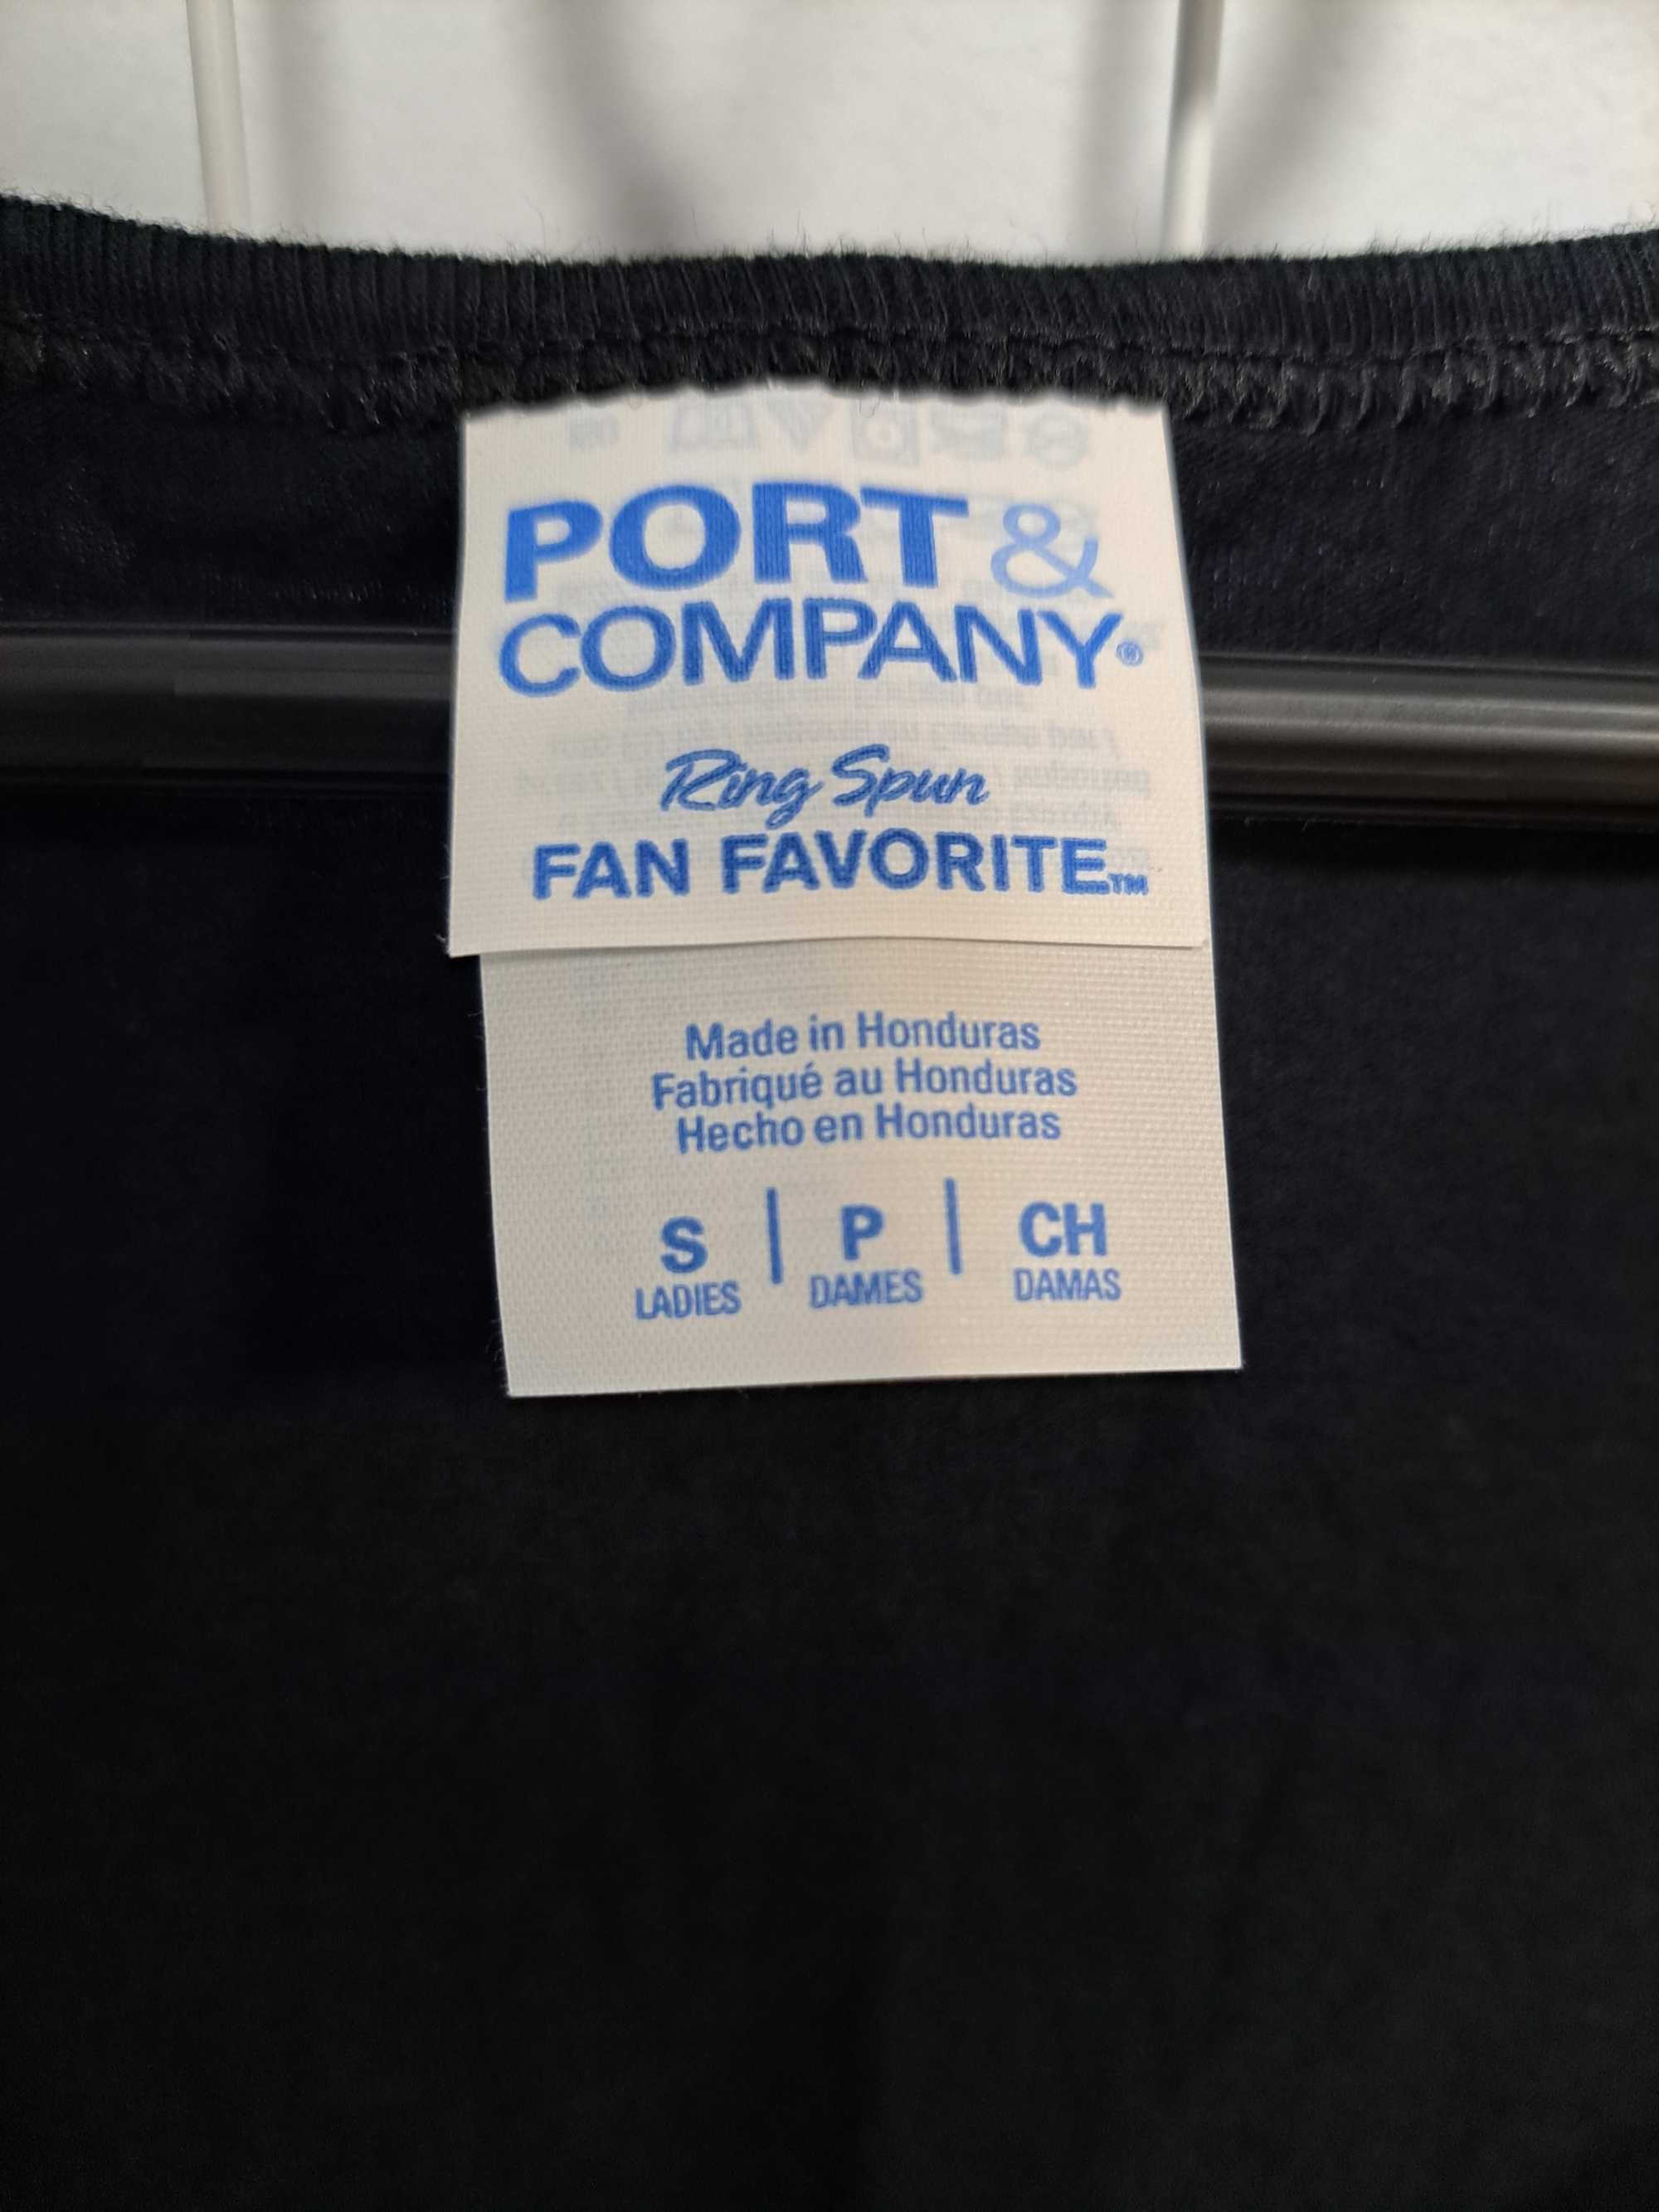 PORT &
COMPANY®
Ring Spun
FAN FAVORITE™
Made in Honduras
Fabriqué au Honduras
Hecho en Honduras
S | P | CH
LADIES DAMES DAMAS